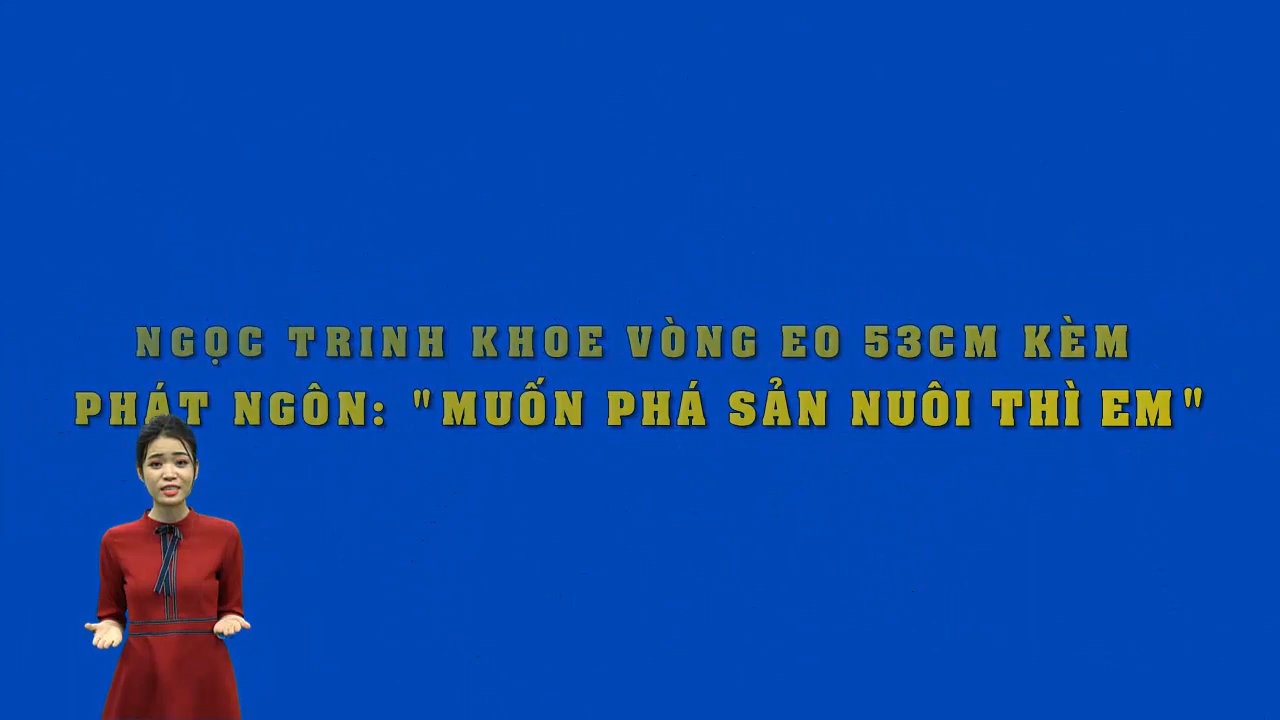 NGỌC TRINH KHOE VÒNG EO 53CM KÈM
PHÁT NGÔN: "MUỐN PHÁ SẢN NUÔI THÌ EM"